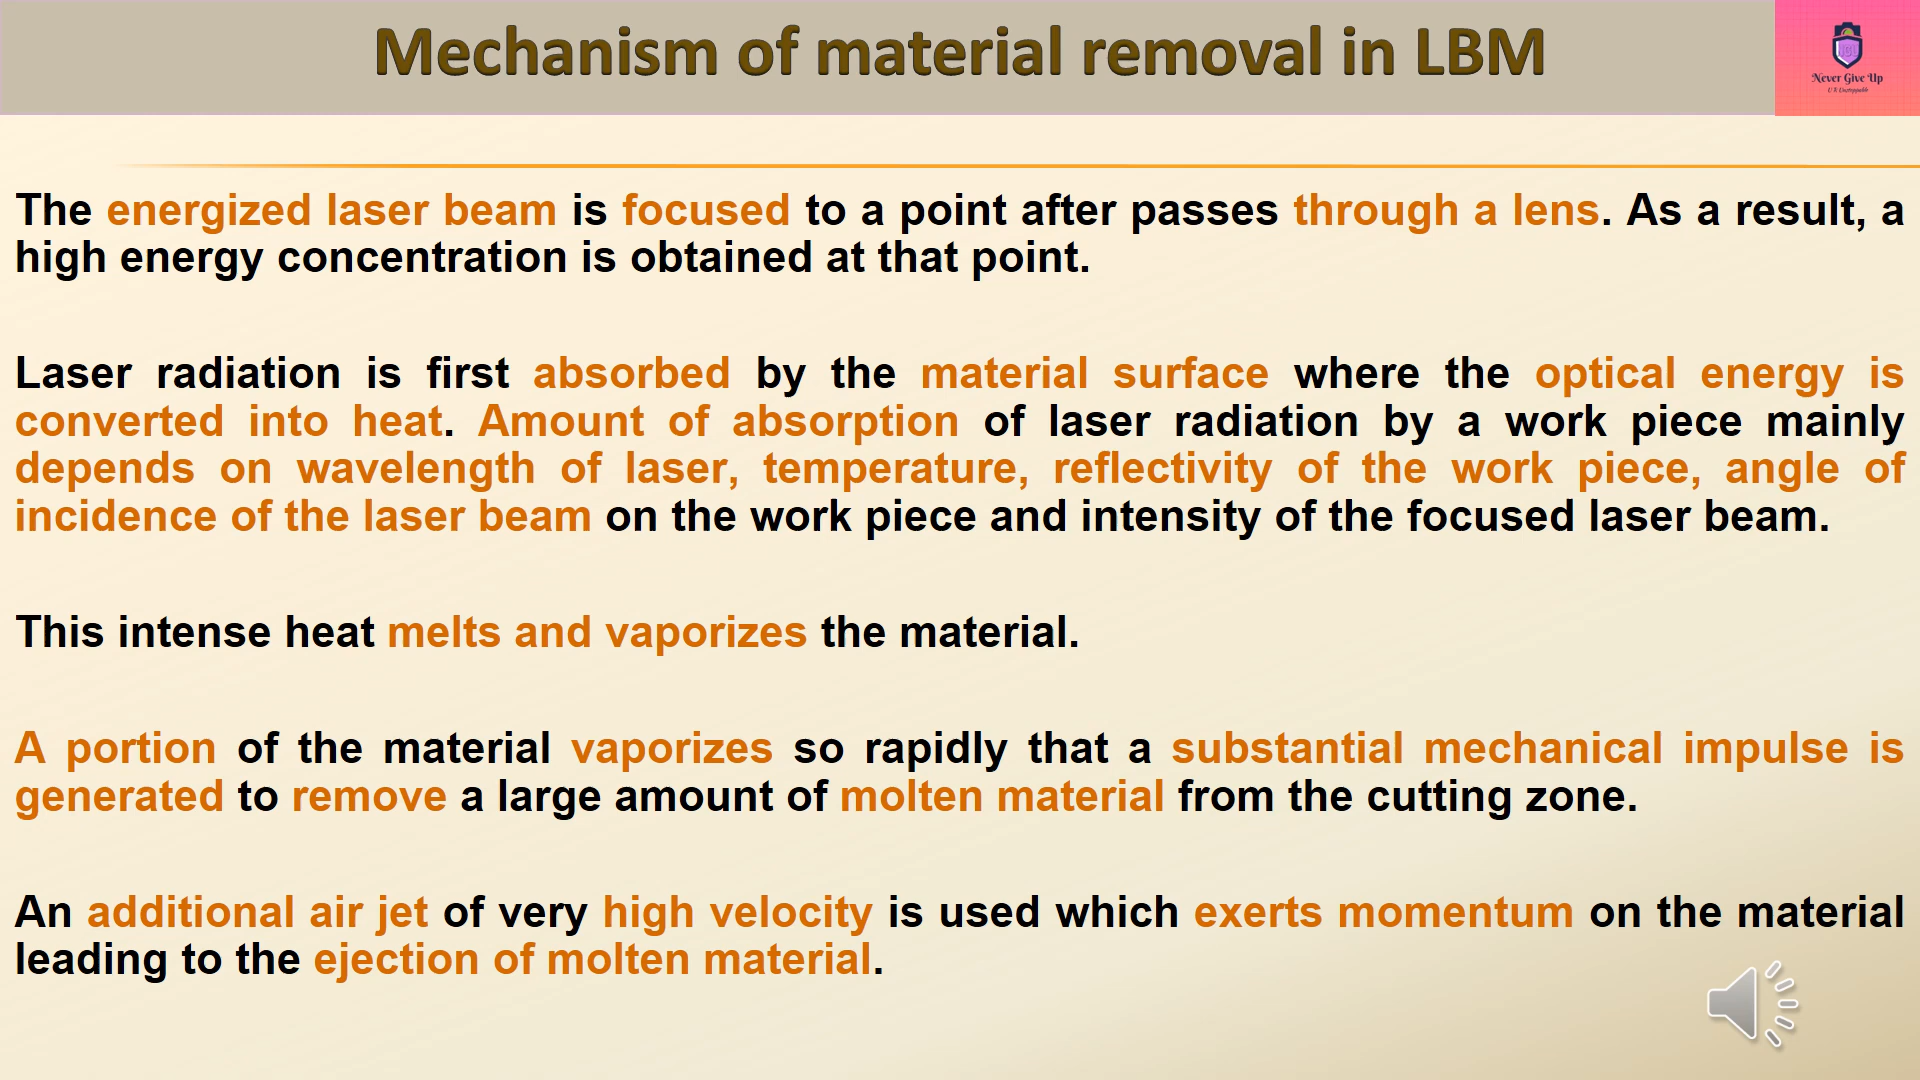 Mechanism of material removal in LBM
Never Give Up
U R Unstoppable
The energized laser beam is focused to a point after passes through a lens. As a result, a
high energy concentration is obtained at that point.
Laser radiation is first absorbed by the material surface where the optical energy is
converted into heat. Amount of absorption of laser radiation by a work piece mainly
depends on wavelength of laser, temperature, reflectivity of the work piece, angle of
incidence of the laser beam on the work piece and intensity of the focused laser beam.
This intense heat melts and vaporizes the material.
A portion of the material vaporizes so rapidly that a substantial mechanical impulse is
generated to remove a large amount of molten material from the cutting zone.
An additional air jet of very high velocity is used which exerts momentum on the material
leading to the ejection of molten material.